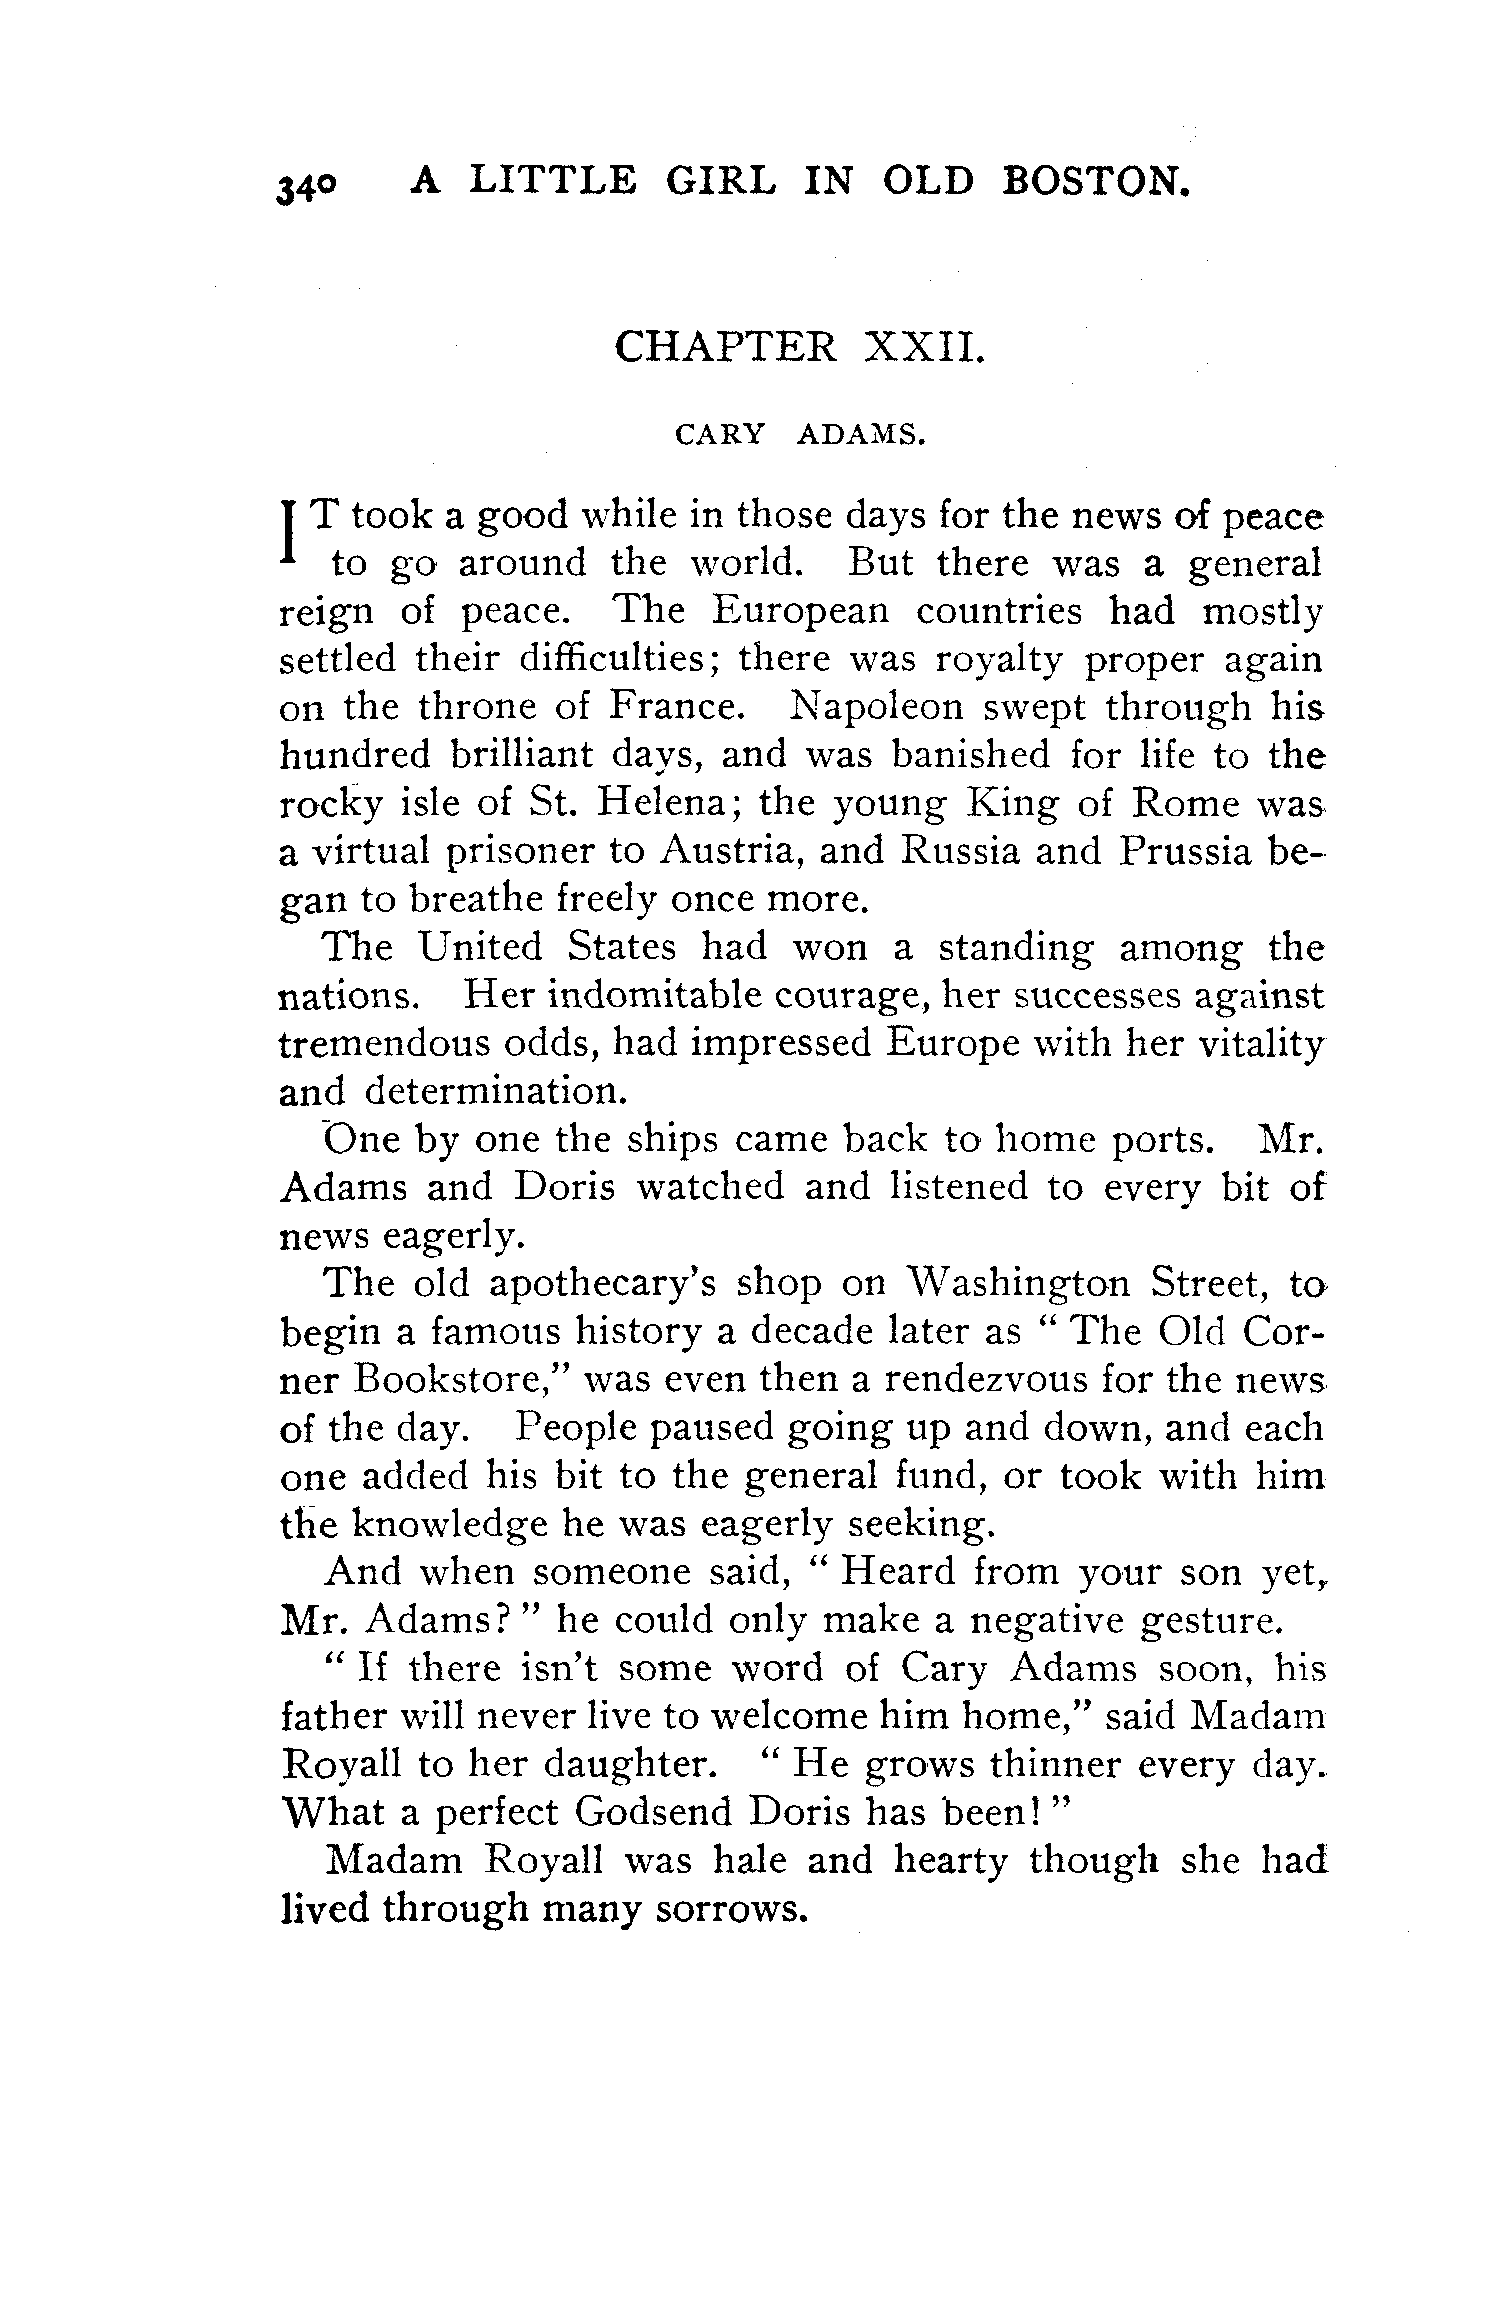 340 A LITTLE GIRL IN OLD BOSTON.
CHAPTER XXII.
CARY ADAMS.
IT took a good while in those days for the news of peace
to go around the world. But there was a general
reign of peace. The European countries had mostly
settled their difficulties; there was royalty proper again
on the throne of France. Napoleon swept through his
hundred brilliant days, and was banished for life to the
rocky isle of St. Helena; the young King of Rome was
a virtual prisoner to Austria, and Russia and Prussia be-
gan to breathe freely once more.
The United States had won a standing among the
nations. Her indomitable courage, her successes against
tremendous odds, had impressed Europe with her vitality
and determination.
One by one the ships came back to home ports. Mr.
Adams and Doris watched and listened to every bit of
news eagerly.
The old apothecary's shop on Washington Street, to
begin a famous history a decade later as " The Old Cor-
ner Bookstore," was even then a rendezvous for the news
of the day. People paused going up and down, and each
one added his bit to the general fund, or took with him
the knowledge he was eagerly seeking.
And when someone said, " Heard from your son yet,
Mr. Adams? " he could only make a negative gesture.
" If there isn't some word of Cary Adams soon, his
father will never live to welcome him home," said Madam
Royall to her daughter. " He grows thinner every day.
What a perfect Godsend Doris has been! "
Madam Royall was hale and hearty though she had
lived through many sorrows.